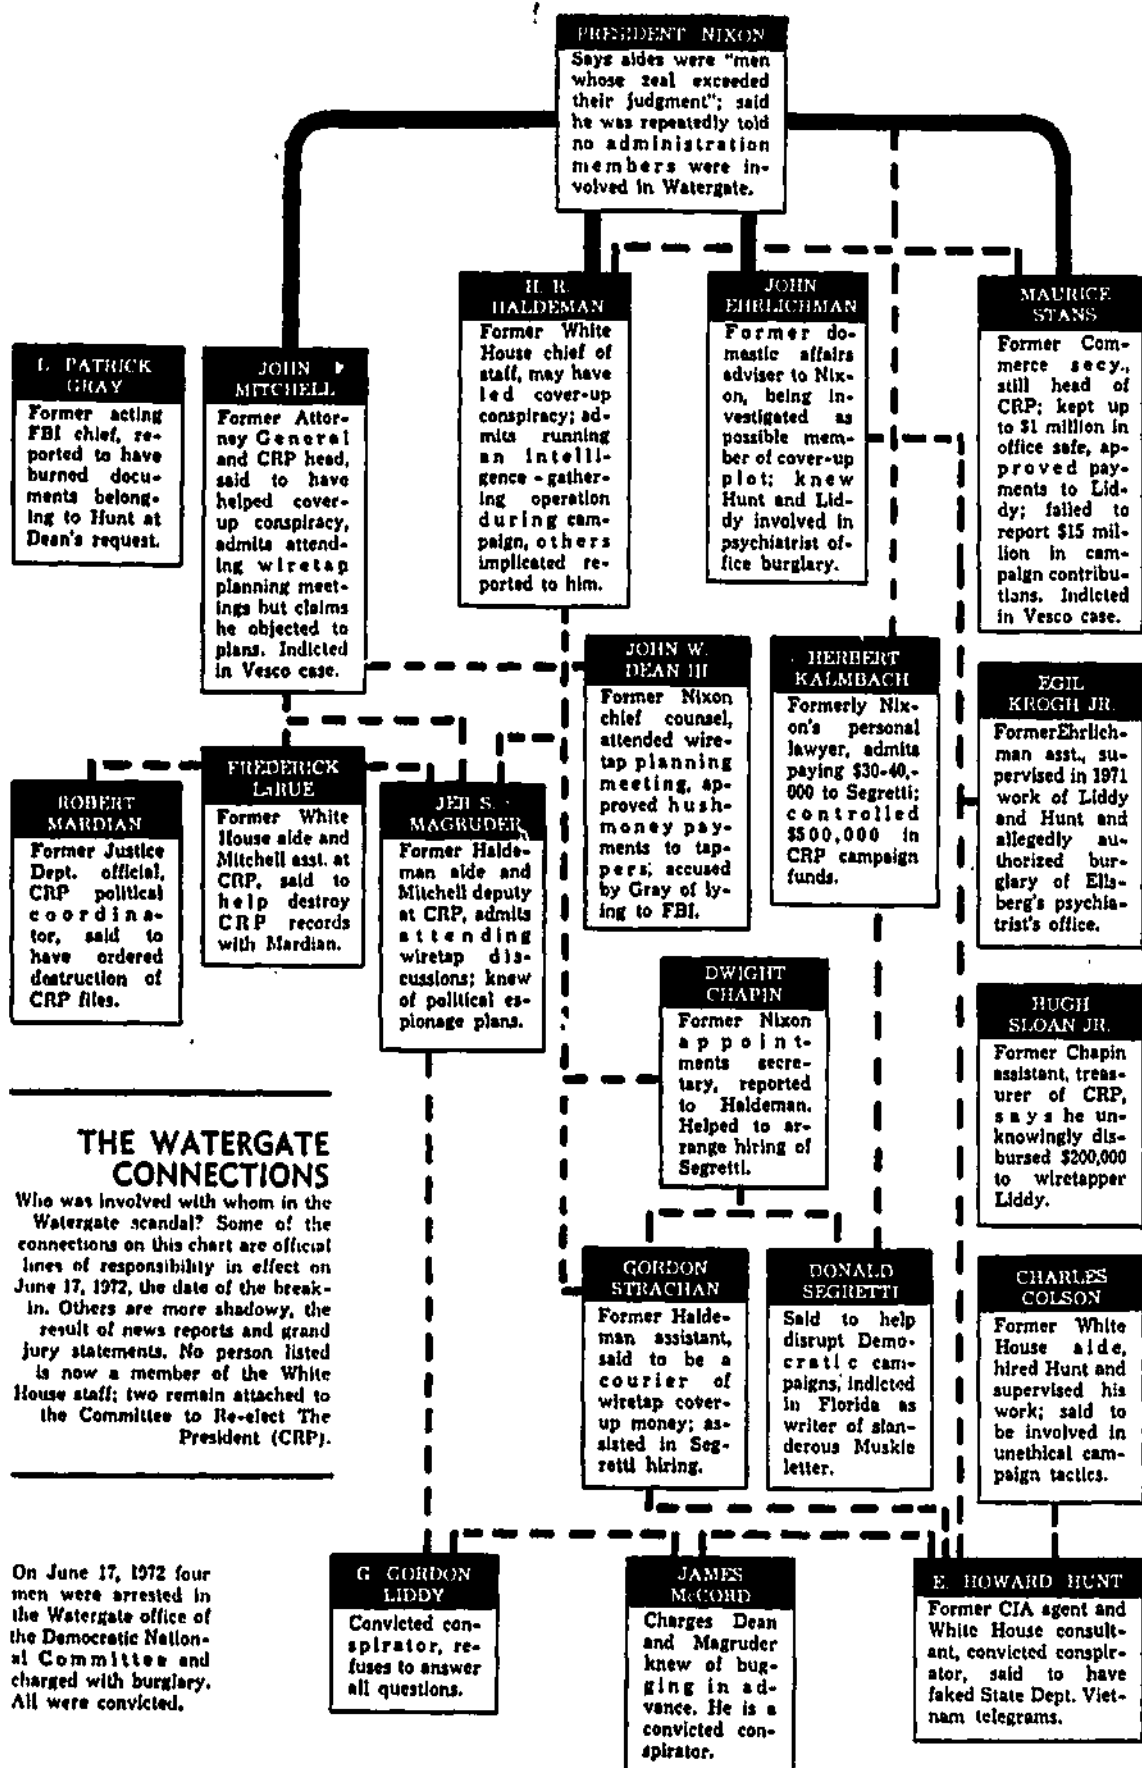 PRESIDENT NIXON
Says aides were "men
whose zeal exceeded
their judgment"; said
he was repeatedly told
no administration
members were in-
volved in Watergate.
H. R.
HALDEMAN
Former White
House chief of
staff, may have
led cover-up
conspiracy; ad-
mits running
an intelli-
gence-gather-
ing operation
during cam-
paign, others
implicated re-
ported to him.
JOHN
EHRLICHMAN
Former do-
mestic affairs
adviser to Nix-
on, being in-
vestigated as
possible mem-
ber of cover-up
plot; knew
Hunt and Lid-
dy involved in
psychiatrist of-
fice burglary.
MAURICE
STANS
Former Com-
merce secy.,
still head of
CRP; kept up
to $1 million in
office safe, ap-
proved pay-
ments to Lid-
dy; failed to
report $15 mil-
lion in cam-
paign contribu-
tions. Indicted
in Vesco case.
L. PATRICK
GRAY
Former acting
FBI chief, re-
ported to have
burned docu-
ments belong-
ing to Hunt at
Dean's request.
JOHN
MITCHELL
Former Attor-
ney General
and CRP head,
said to have
helped cover-
up conspiracy,
admits attend-
ing wiretap
planning meet-
ings but claims
he objected to
plans. Indicted
in Vesco case.
JOHN W.
DEAN III
Former Nixon
chief counsel,
attended wire-
tap planning
meeting, ap-
proved hush-
money pay-
ments to tap-
pers; accused
by Gray of ly-
ing to FBI.
HERBERT
KALMBACH
Formerly Nix-
on's personal
lawyer, admits
paying $30-40,-
000 to Segretti;
controlled
$500,000 in
CRP campaign
funds.
EGIL
KROGH JR.
Former Ehrlich-
man asst., su-
pervised in 1971
work of Liddy
and Hunt and
allegedly au-
thorized bur-
glary of Ells-
berg's psychia-
trist's office.
ROBERT
MARDIAN
Former Justice
Dept. official,
CRP political
coordina-
tor, said to
have ordered
destruction of
CRP files.
FREDERICK
LaRUE
Former White
House aide and
Mitchell asst. at
CRP, said to
help destroy
CRP records
with Mardian.
JEB S.
MAGRUDER
Former Halde-
man aide and
Mitchell deputy
at CRP, admits
attending
wiretap dis-
cussions; knew
of political es-
pionage plans.
DWIGHT
CHAPIN
Former Nixon
appoint-
ments secre-
tary, reported
to Haldeman.
Helped to ar-
range hiring of
Segretti.
HUGH
SLOAN JR.
Former Chapin
assistant, treas-
urer of CRP,
says he un-
knowingly dis-
bursed $200,000
to wiretapper
Liddy.
THE WATERGATE
CONNECTIONS
Who was involved with whom in the
Watergate scandal? Some of the
connections on this chart are official
lines of responsibility in effect on
June 17, 1972, the date of the break-
in. Others are more shadowy, the
result of news reports and grand
jury statements. No person listed
is now a member of the White
House staff; two remain attached to
the Committee to Re-elect The
President (CRP).
GORDON
STRACHAN
Former Halde-
man assistant,
said to be a
courier of
wiretap cover-
up money; as-
sisted in Seg-
retti hiring.
DONALD
SEGRETTI
Said to help
disrupt Demo-
cratic cam-
paigns, indicted
in Florida as
writer of slan-
derous Muskie
letter.
CHARLES
COLSON
Former White
House aide,
hired Hunt and
supervised his
work; said to
be involved in
unethical cam-
paign tactics.
On June 17, 1972 four
men were arrested in
the Watergate office of
the Democratic Nation-
al Committee and
charged with burglary.
All were convicted.
G. GORDON
LIDDY
Convicted con-
spirator, re-
fuses to answer
all questions.
JAMES
McCORD
Charges Dean
and Magruder
knew of bug-
ging in ad-
vance. He is a
convicted con-
spirator.
E. HOWARD HUNT
Former CIA agent and
White House consult-
ant, convicted conspir-
ator, said to have
faked State Dept. Viet-
nam telegrams.